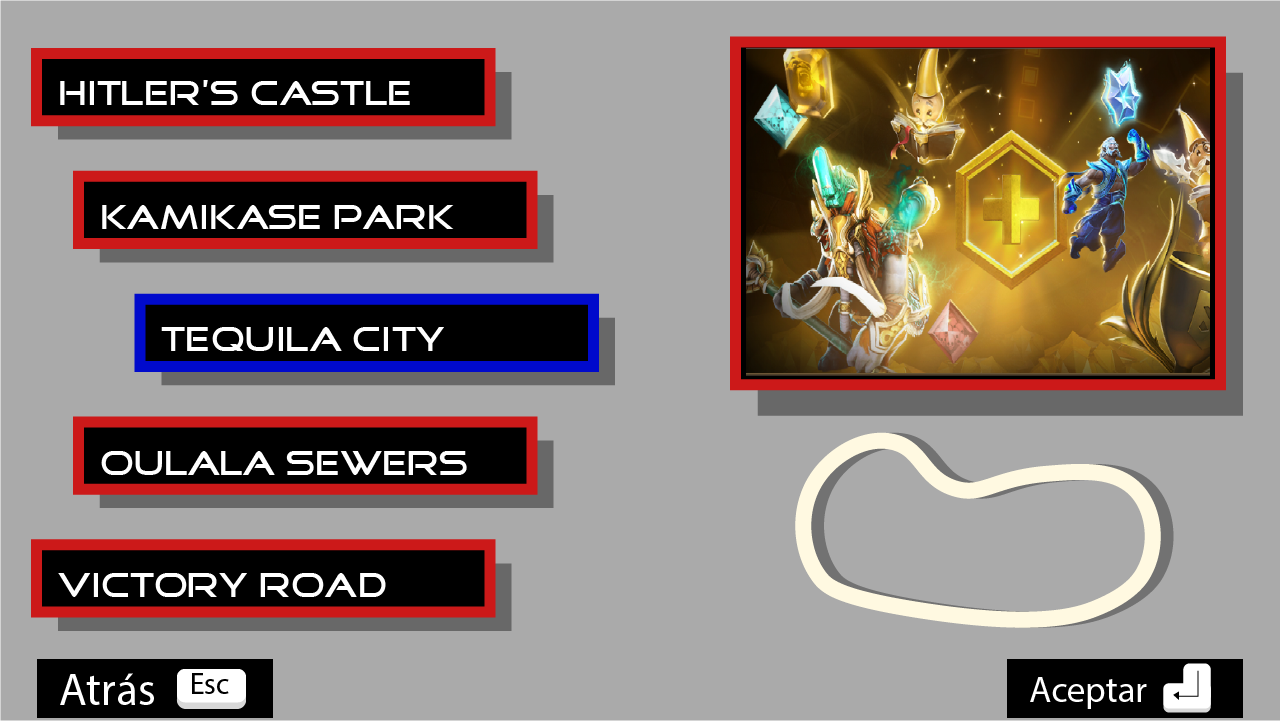 HITLER'S CASTLE
KAMIKASE PARK
TEQUILA CITY
OULALA SEWERS
VICTORY ROAD
Atrás Esc
Aceptar